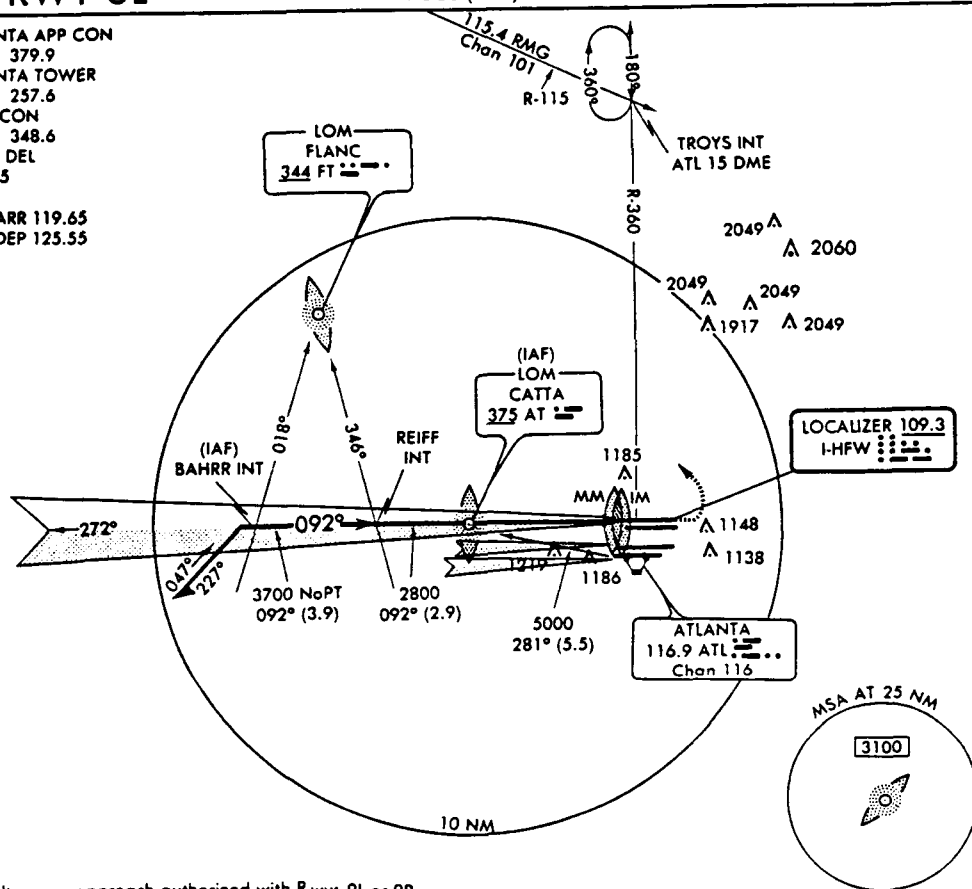 NTA APP CON
379.9
NTA TOWER
257.6
CON
348.6
DEL
5
ARR 119.65
DEP 125.55
115.4 RMG
Chan 101
R-115
360°
180°
TROYS INT
ATL 15 DME
R-360
LOM
FLANC
344 FT
2049
2060
2049
2049
1917
2049
(IAF)
LOM
CATTA
375 AT
LOCALIZER 109.3
I-HFW
018°
346°
REIFF
INT
(IAF)
BAHRR INT
1185
MM
IM
272°
092°
1148
1138
047°
227°
3700 NoPT
092° (3.9)
2800
092° (2.9)
1219
1186
5000
281° (5.5)
ATLANTA
116.9 ATL
Chan 116
MSA AT 25 NM
3100
10 NM